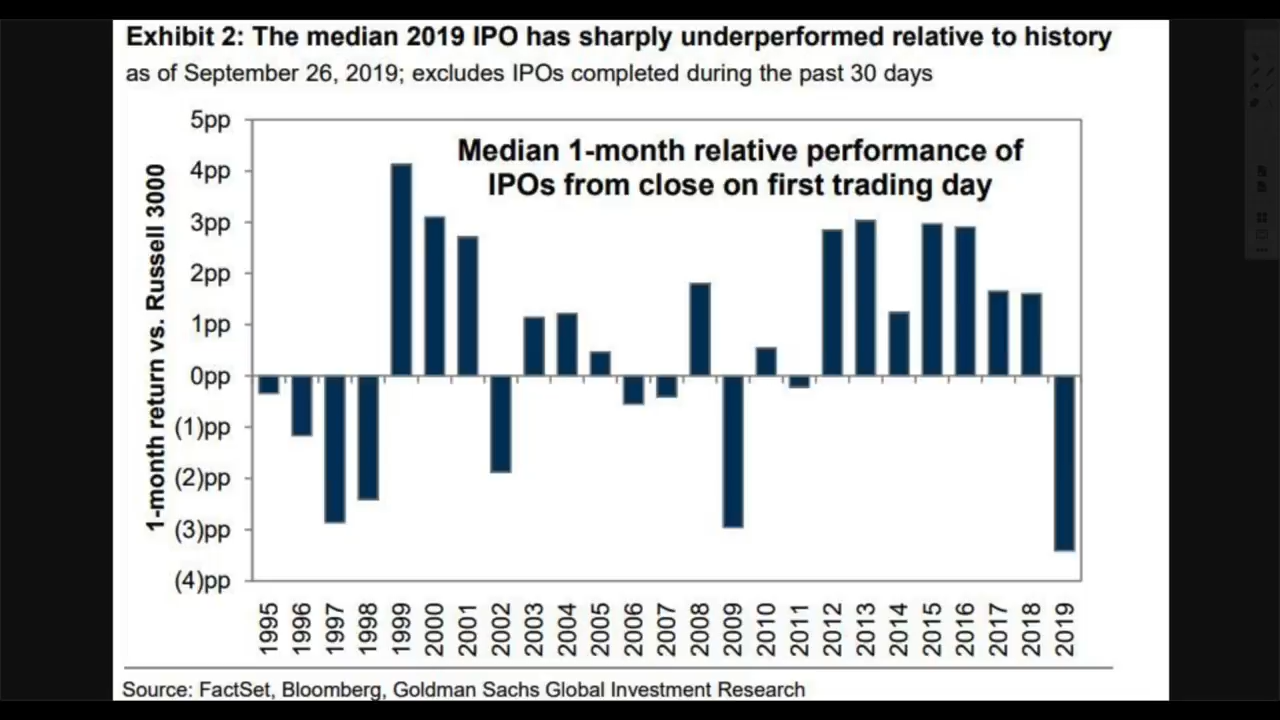 Exhibit 2: The median 2019 IPO has sharply underperformed relative to history
as of September 26, 2019; excludes IPOs completed during the past 30 days
Median 1-month relative performance of
IPOs from close on first trading day
1-month return vs. Russell 3000
5pp
4pp
3pp
2pp
1pp
0pp
(1)pp
(2)pp
(3)pp
(4)pp
1995
1996
1997
1998
1999
2000
2001
2002
2003
2004
2005
2006
2007
2008
2009
2010
2011
2012
2013
2014
2015
2016
2017
2018
2019
Source: FactSet, Bloomberg, Goldman Sachs Global Investment Research